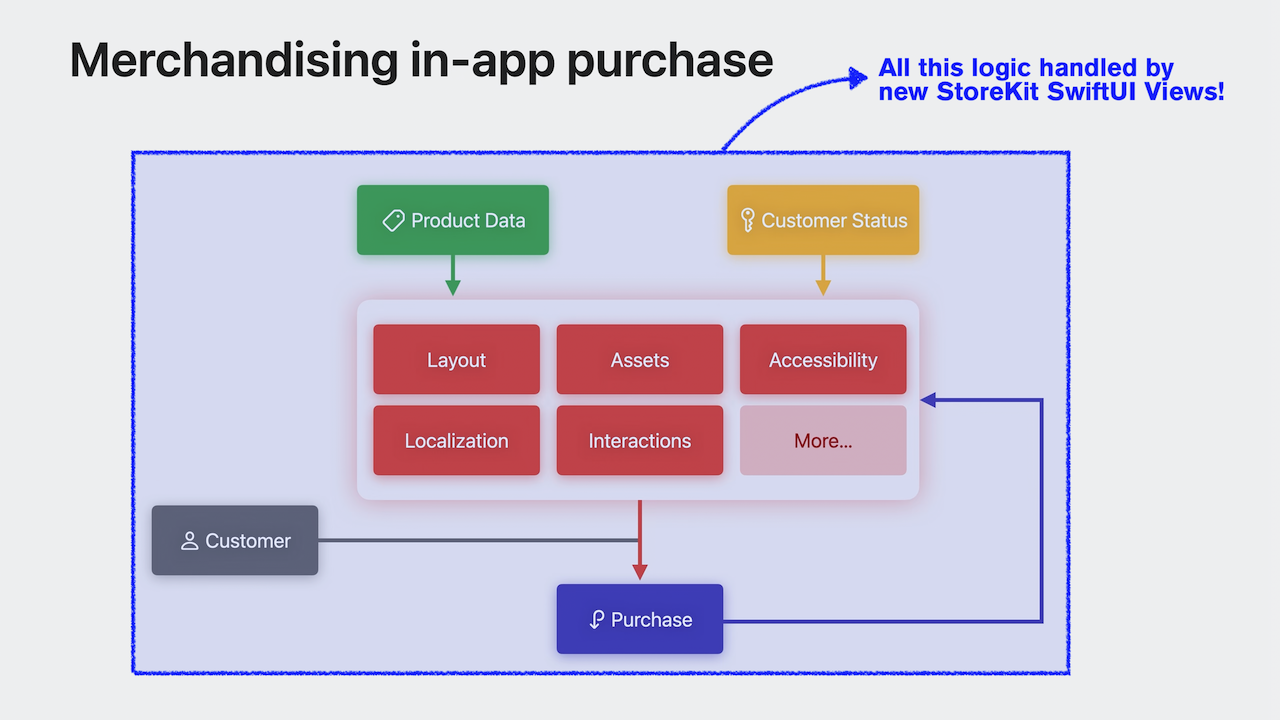 Merchandising in-app purchase
All this logic handled by
new StoreKit SwiftUI Views!
Product Data
Customer Status
Layout
Assets
Accessibility
Localization
Interactions
More...
Customer
Purchase